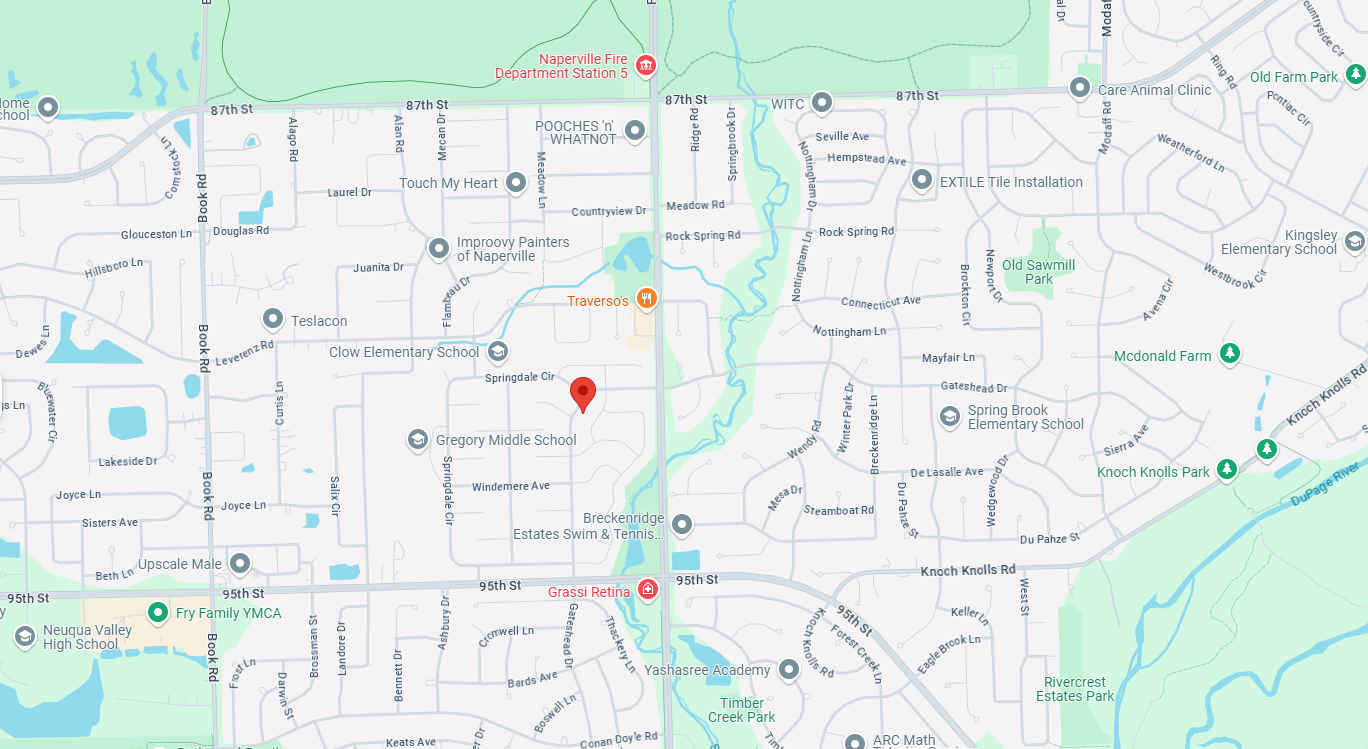 Naperville Fire
Department Station 5
87th St
87th St
87th St
87th St
WITC
Care Animal Clinic
Old Farm Park
Countryside Cir
Ring Rd
Pontiac Cir
Modaff Rd
Weatherford Ln
Comstock Ln
Alago Rd
Alan Rd
Mecan Dr
POOCHES 'n'
WHATNOT
Ridge Rd
Springbrook Dr
Seville Ave
Hempstead Ave
Nottingham Dr
EXTILE Tile Installation
Book Rd
Laurel Dr
Touch My Heart
Meadow Ln
Countryview Dr
Meadow Rd
Rock Spring Rd
Rock Spring Rd
Glouceston Ln
Douglas Rd
Improovy Painters
of Naperville
Kingsley
Elementary School
Hillsboro Ln
Juanita Dr
Flambeau Dr
Nottingham Ln
Brockton Cir
Newport Dr
Old Sawmill
Park
Westbrook Cir
Avena Cir
Traverso's
Connecticut Ave
Nottingham Ln
Teslacon
Dewes Ln
Book Rd
Leverenz Rd
Clow Elementary School
Mayfair Ln
Mcdonald Farm
Springdale Cir
Gateshead Dr
Knoch Knolls Rd
Bluewater Cir
Curtis Ln
Winter Park Dr
Breckenridge Ln
Spring Brook
Elementary School
Gregory Middle School
Wendy Rd
Sierra Ave
Lakeside Dr
De Lasalle Ave
Knoch Knolls Park
Joyce Ln
Joyce Ln
Book Rd
Salix Cir
Springdale Cir
Windemere Ave
Mesa Dr
Steamboat Rd
Du Pahze St
Wedgewood Dr
DuPage River
Sisters Ave
Breckenridge
Estates Swim & Tennis...
Du Pahze St
Upscale Male
Beth Ln
95th St
95th St
95th St
95th St
95th St
Knoch Knolls Rd
West St
Grassi Retina
Fry Family YMCA
Neuqua Valley
High School
Book Rd
Frost Ln
Darwin St
Brossman St
Landore Dr
Bennett Dr
Ashbury Dr
Cromwell Ln
Gateshead Dr
Thackery Ln
Bards Ave
Boswell Ln
Knoch Knolls Rd
Forest Creek Ln
Keller Ln
Eagle Brook Ln
Yashasree Academy
Timber
Creek Park
Rivercrest
Estates Park
Keats Ave
Conan Doyle Rd
ARC Math